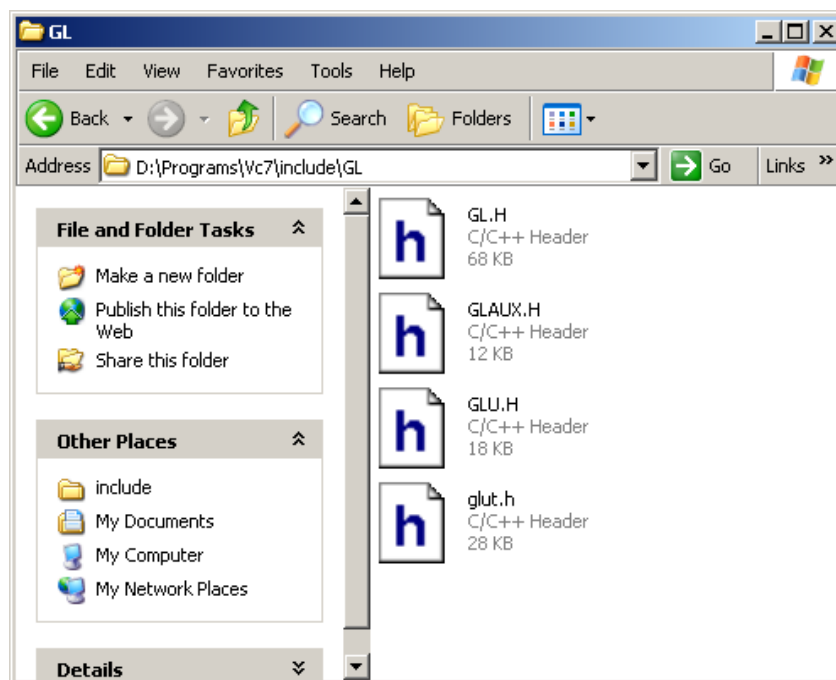 GL
File Edit View Favorites Tools Help
Back Search Folders
Address D:\Programs\Vc7\include\GL Go Links »
File and Folder Tasks
Make a new folder
Publish this folder to the
Web
Share this folder
Other Places
include
My Documents
My Computer
My Network Places
Details
h GL.H
C/C++ Header
68 KB
h GLAUX.H
C/C++ Header
12 KB
h GLU.H
C/C++ Header
18 KB
h glut.h
C/C++ Header
28 KB